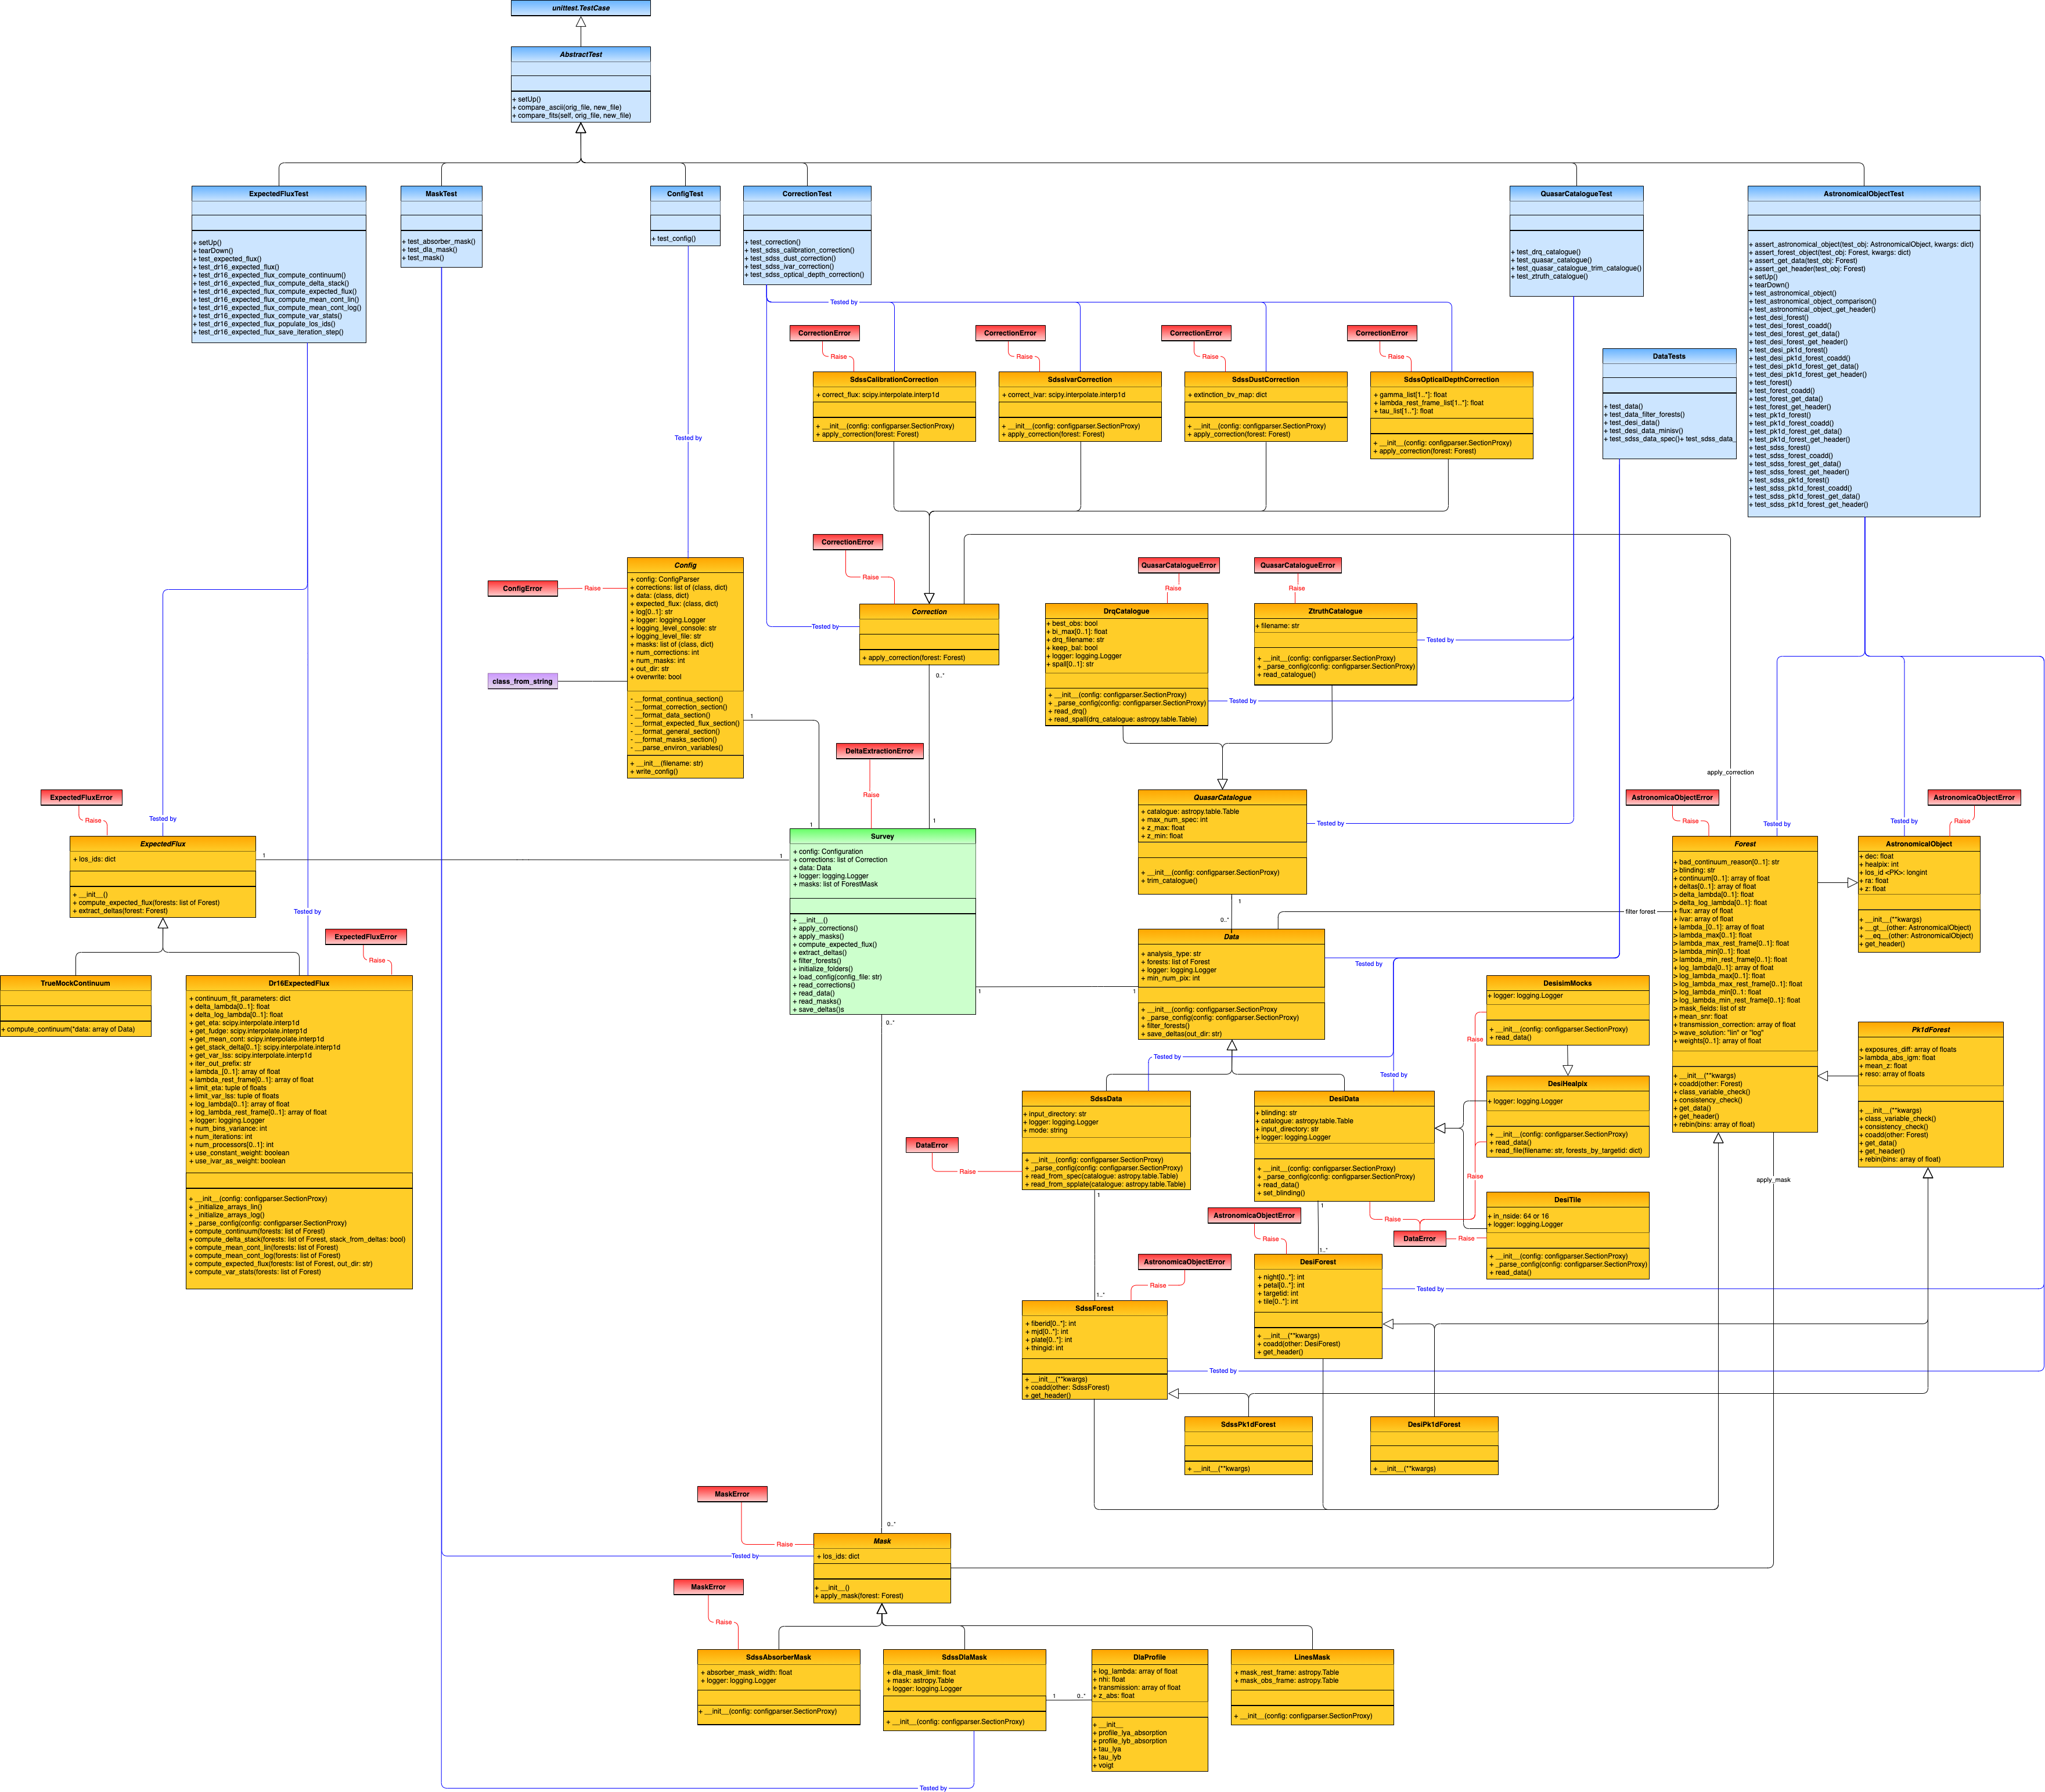 unittest.TestCase
AbstractTest
+ setUp()
+ compare_ascii(orig_file, new_file)
+ compare_fits(self, orig_file, new_file)
ExpectedFluxTest
+ setUp()
+ tearDown()
+ test_expected_flux()
+ test_dr16_expected_flux()
+ test_dr16_expected_flux_compute_continuum()
+ test_dr16_expected_flux_compute_delta_stack()
+ test_dr16_expected_flux_compute_expected_flux()
+ test_dr16_expected_flux_compute_mean_cont_lin()
+ test_dr16_expected_flux_compute_mean_cont_log()
+ test_dr16_expected_flux_compute_var_stats()
+ test_dr16_expected_flux_populate_los_ids()
+ test_dr16_expected_flux_save_iteration_step()
MaskTest
+ test_absorber_mask()
+ test_dla_mask()
+ test_mask()
ConfigTest
+ test_config()
CorrectionTest
+ test_correction()
+ test_sdss_calibration_correction()
+ test_sdss_dust_correction()
+ test_sdss_ivar_correction()
+ test_sdss_optical_depth_correction()
QuasarCatalogueTest
+ test_drq_catalogue()
+ test_quasar_catalogue()
+ test_quasar_catalogue_trim_catalogue()
+ test_ztruth_catalogue()
AstronomicalObjectTest
+ assert_astronomical_object(test_obj: AstronomicalObject, kwargs: dict)
+ assert_forest_object(test_obj: Forest, kwargs: dict)
+ assert_get_data(test_obj: Forest)
+ assert_get_header(test_obj: Forest)
+ setUp()
+ tearDown()
+ test_astronomical_object()
+ test_astronomical_object_comparison()
+ test_astronomical_object_get_header()
+ test_desi_forest()
+ test_desi_forest_coadd()
+ test_desi_forest_get_data()
+ test_desi_forest_get_header()
+ test_desi_pk1d_forest()
+ test_desi_pk1d_forest_coadd()
+ test_desi_pk1d_forest_get_data()
+ test_desi_pk1d_forest_get_header()
+ test_forest()
+ test_forest_coadd()
+ test_forest_get_data()
+ test_forest_get_header()
+ test_pk1d_forest()
+ test_pk1d_forest_coadd()
+ test_pk1d_forest_get_data()
+ test_pk1d_forest_get_header()
+ test_sdss_forest()
+ test_sdss_forest_coadd()
+ test_sdss_forest_get_data()
+ test_sdss_forest_get_header()
+ test_sdss_pk1d_forest()
+ test_sdss_pk1d_forest_coadd()
+ test_sdss_pk1d_forest_get_data()
+ test_sdss_pk1d_forest_get_header()
DataTests
+ test_data()
+ test_data_filter_forests()
+ test_desi_data()
+ test_desi_data_minisv()
+ test_sdss_data_spec()+ test_sdss_data_
Tested by
CorrectionError
Raise
CorrectionError
Raise
CorrectionError
Raise
CorrectionError
Raise
SdssCalibrationCorrection
+ correct_flux: scipy.interpolate.interp1d
+ __init__(config: configparser.SectionProxy)
+ apply_correction(forest: Forest)
SdssIvarCorrection
+ correct_ivar: scipy.interpolate.interp1d
+ __init__(config: configparser.SectionProxy)
+ apply_correction(forest: Forest)
SdssDustCorrection
+ extinction_bv_map: dict
+ __init__(config: configparser.SectionProxy)
+ apply_correction(forest: Forest)
SdssOpticalDepthCorrection
+ gamma_list[1..*]: float
+ lambda_rest_frame_list[1..*]: float
+ tau_list[1..*]: float
+ __init__(config: configparser.SectionProxy)
+ apply_correction(forest: Forest)
Tested by
CorrectionError
Raise
ConfigError
Raise
class_from_string
Config
+ config: ConfigParser
+ corrections: list of (class, dict)
+ data: (class, dict)
+ expected_flux: (class, dict)
+ log[0..1]: str
+ logger: logging.Logger
+ logging_level_console: str
+ logging_level_file: str
+ masks: list of (class, dict)
+ num_corrections: int
+ num_masks: int
+ out_dir: str
+ overwrite: bool
- __format_continua_section()
- __format_correction_section()
- __format_data_section()
- __format_expected_flux_section()
- __format_general_section()
- __format_masks_section()
- __parse_environ_variables()
+ __init__(filename: str)
+ write_config()
1
Tested by
Correction
+ apply_correction(forest: Forest)
0..*
QuasarCatalogueError
Raise
QuasarCatalogueError
Raise
DrqCatalogue
+ best_obs: bool
+ bi_max[0..1]: float
+ drq_filename: str
+ keep_bal: bool
+ logger: logging.Logger
+ spall[0..1]: str
+ __init__(config: configparser.SectionProxy)
+ _parse_config(config: configparser.SectionProxy)
+ read_drq()
+ read_spall(drq_catalogue: astropy.table.Table)
ZtruthCatalogue
+ filename: str
+ __init__(config: configparser.SectionProxy)
+ _parse_config(config: configparser.SectionProxy)
+ read_catalogue()
Tested by
Tested by
DeltaExtractionError
Raise
apply_correction
QuasarCatalogue
+ catalogue: astropy.table.Table
+ max_num_spec: int
+ z_max: float
+ z_min: float
+ __init__(config: configparser.SectionProxy)
+ trim_catalogue()
Tested by
1
0..*
ExpectedFluxError
Raise
Tested by
ExpectedFlux
+ los_ids: dict
+ __init__()
+ compute_expected_flux(forests: list of Forest)
+ extract_deltas(forest: Forest)
1
1
1
1
Survey
+ config: Configuration
+ corrections: list of Correction
+ data: Data
+ logger: logging.Logger
+ masks: list of ForestMask
+ __init__()
+ apply_corrections()
+ apply_masks()
+ compute_expected_flux()
+ extract_deltas()
+ filter_forests()
+ initialize_folders()
+ load_config(config_file: str)
+ read_corrections()
+ read_data()
+ read_masks()
+ save_deltas()s
1
1
0..*
AstronomicaObjectError
Raise
Tested by
AstronomicaObjectError
Raise
Tested by
Forest
+ bad_continuum_reason[0..1]: str
> blinding: str
+ continuum[0..1]: array of float
+ deltas[0..1]: array of float
> delta_lambda[0..1]: float
> delta_log_lambda[0..1]: float
+ flux: array of float
+ ivar: array of float
+ lambda_[0..1]: array of float
> lambda_max[0..1]: float
> lambda_max_rest_frame[0..1]: float
> lambda_min[0..1]: float
> lambda_min_rest_frame[0..1]: float
+ log_lambda[0..1]: array of float
> log_lambda_max[0..1]: float
> log_lambda_max_rest_frame[0..1]: float
> log_lambda_min[0..1: float
> log_lambda_min_rest_frame[0..1]: float
> mask_fields: list of str
+ mean_snr: float
+ transmission_correction: array of float
> wave_solution: "lin" or "log"
+ weights[0..1]: array of float
+ __init__(**kwargs)
+ coadd(other: Forest)
+ class_variable_check()
+ consistency_check()
+ get_data()
+ get_header()
+ rebin(bins: array of float)
AstronomicalObject
+ dec: float
+ healpix: int
+ los_id <PK>: longint
+ ra: float
+ z: float
+ __init__(**kwargs)
+ __gt__(other: AstronomicalObject)
+ __eq__(other: AstronomicalObject)
+ get_header()
filter forest
Data
+ analysis_type: str
+ forests: list of Forest
+ logger: logging.Logger
+ min_num_pix: int
+ __init__(config: configparser.SectionProxy
+ _parse_config(config: configparser.SectionProxy)
+ filter_forests()
+ save_deltas(out_dir: str)
Tested by
Tested by
ExpectedFluxError
Raise
TrueMockContinuum
+ compute_continuum(*data: array of Data)
Dr16ExpectedFlux
+ continuum_fit_parameters: dict
+ delta_lambda[0..1]: float
+ delta_log_lambda[0..1]: float
+ get_eta: scipy.interpolate.interp1d
+ get_fudge: scipy.interpolate.interp1d
+ get_mean_cont: scipy.interpolate.interp1d
+ get_stack_delta[0..1]: scipy.interpolate.interp1d
+ get_var_lss: scipy.interpolate.interp1d
+ iter_out_prefix: str
+ lambda_[0..1]: array of float
+ lambda_rest_frame[0..1]: array of float
+ limit_eta: tuple of floats
+ limit_var_lss: tuple of floats
+ log_lambda[0..1]: array of float
+ log_lambda_rest_frame[0..1]: array of float
+ logger: logging.Logger
+ num_bins_variance: int
+ num_iterations: int
+ num_processors[0..1]: int
+ use_constant_weight: boolean
+ use_ivar_as_weight: boolean
+ __init__(config: configparser.SectionProxy)
+ _initialize_arrays_lin()
+ _initialize_arrays_log()
+ _parse_config(config: configparser.SectionProxy)
+ compute_continuum(forests: list of Forest)
+ compute_delta_stack(forests: list of Forest, stack_from_deltas: bool)
+ compute_mean_cont_lin(forests: list of Forest)
+ compute_mean_cont_log(forests: list of Forest)
+ compute_expected_flux(forests: list of Forest, out_dir: str)
+ compute_var_stats(forests: list of Forest)
DesisimMocks
+ logger: logging.Logger
+ __init__(config: configparser.SectionProxy)
+ read_data()
Raise
Pk1dForest
+ exposures_diff: array of floats
> lambda_abs_igm: float
+ mean_z: float
+ reso: array of floats
+ __init__(**kwargs)
+ class_variable_check()
+ consistency_check()
+ coadd(other: Forest)
+ get_data()
+ get_header()
+ rebin(bins: array of float)
Tested by
Tested by
DesiHealpix
+ logger: logging.Logger
+ __init__(config: configparser.SectionProxy)
+ read_data()
+ read_file(filename: str, forests_by_targetid: dict)
SdssData
+ input_directory: str
+ logger: logging.Logger
+ mode: string
+ __init__(config: configparser.SectionProxy)
+ _parse_config(config: configparser.SectionProxy)
+ read_from_spec(catalogue: astropy.table.Table)
+ read_from_spplate(catalogue: astropy.table.Table)
DesiData
+ blinding: str
+ catalogue: astropy.table.Table
+ input_directory: str
+ logger: logging.Logger
+ __init__(config: configparser.SectionProxy)
+ _parse_config(config: configparser.SectionProxy)
+ read_data()
+ set_blinding()
DataError
Raise
Raise
apply_mask
1
1
DesiTile
+ in_nside: 64 or 16
+ logger: logging.Logger
+ __init__(config: configparser.SectionProxy)
+ _parse_config(config: configparser.SectionProxy)
+ read_data()
AstronomicaObjectError
Raise
Raise
DataError
Raise
1..*
AstronomicaObjectError
Raise
1..*
DesiForest
+ night[0..*]: int
+ petal[0..*]: int
+ targetid: int
+ tile[0..*]: int
+ __init__(**kwargs)
+ coadd(other: DesiForest)
+ get_header()
Tested by
SdssForest
+ fiberid[0..*]: int
+ mjd[0..*]: int
+ plate[0..*]: int
+ thingid: int
+ __init__(**kwargs)
+ coadd(other: SdssForest)
+ get_header()
Tested by
SdssPk1dForest
+ __init__(**kwargs)
DesiPk1dForest
+ __init__(**kwargs)
MaskError
Raise
0..*
Tested by
Mask
+ los_ids: dict
+ __init__()
+ apply_mask(forest: Forest)
MaskError
Raise
SdssAbsorberMask
+ absorber_mask_width: float
+ logger: logging.Logger
+ __init__(config: configparser.SectionProxy)
SdssDlaMask
+ dla_mask_limit: float
+ mask: astropy.Table
+ logger: logging.Logger
+ __init__(config: configparser.SectionProxy)
1
0..*
DlaProfile
+ log_lambda: array of float
+ nhi: float
+ transmission: array of float
+ z_abs: float
+ __init__
+ profile_lya_absorption
+ profile_lyb_absorption
+ tau_lya
+ tau_lyb
+ voigt
LinesMask
+ mask_rest_frame: astropy.Table
+ mask_obs_frame: astropy.Table
+ __init__(config: configparser.SectionProxy)
Tested by